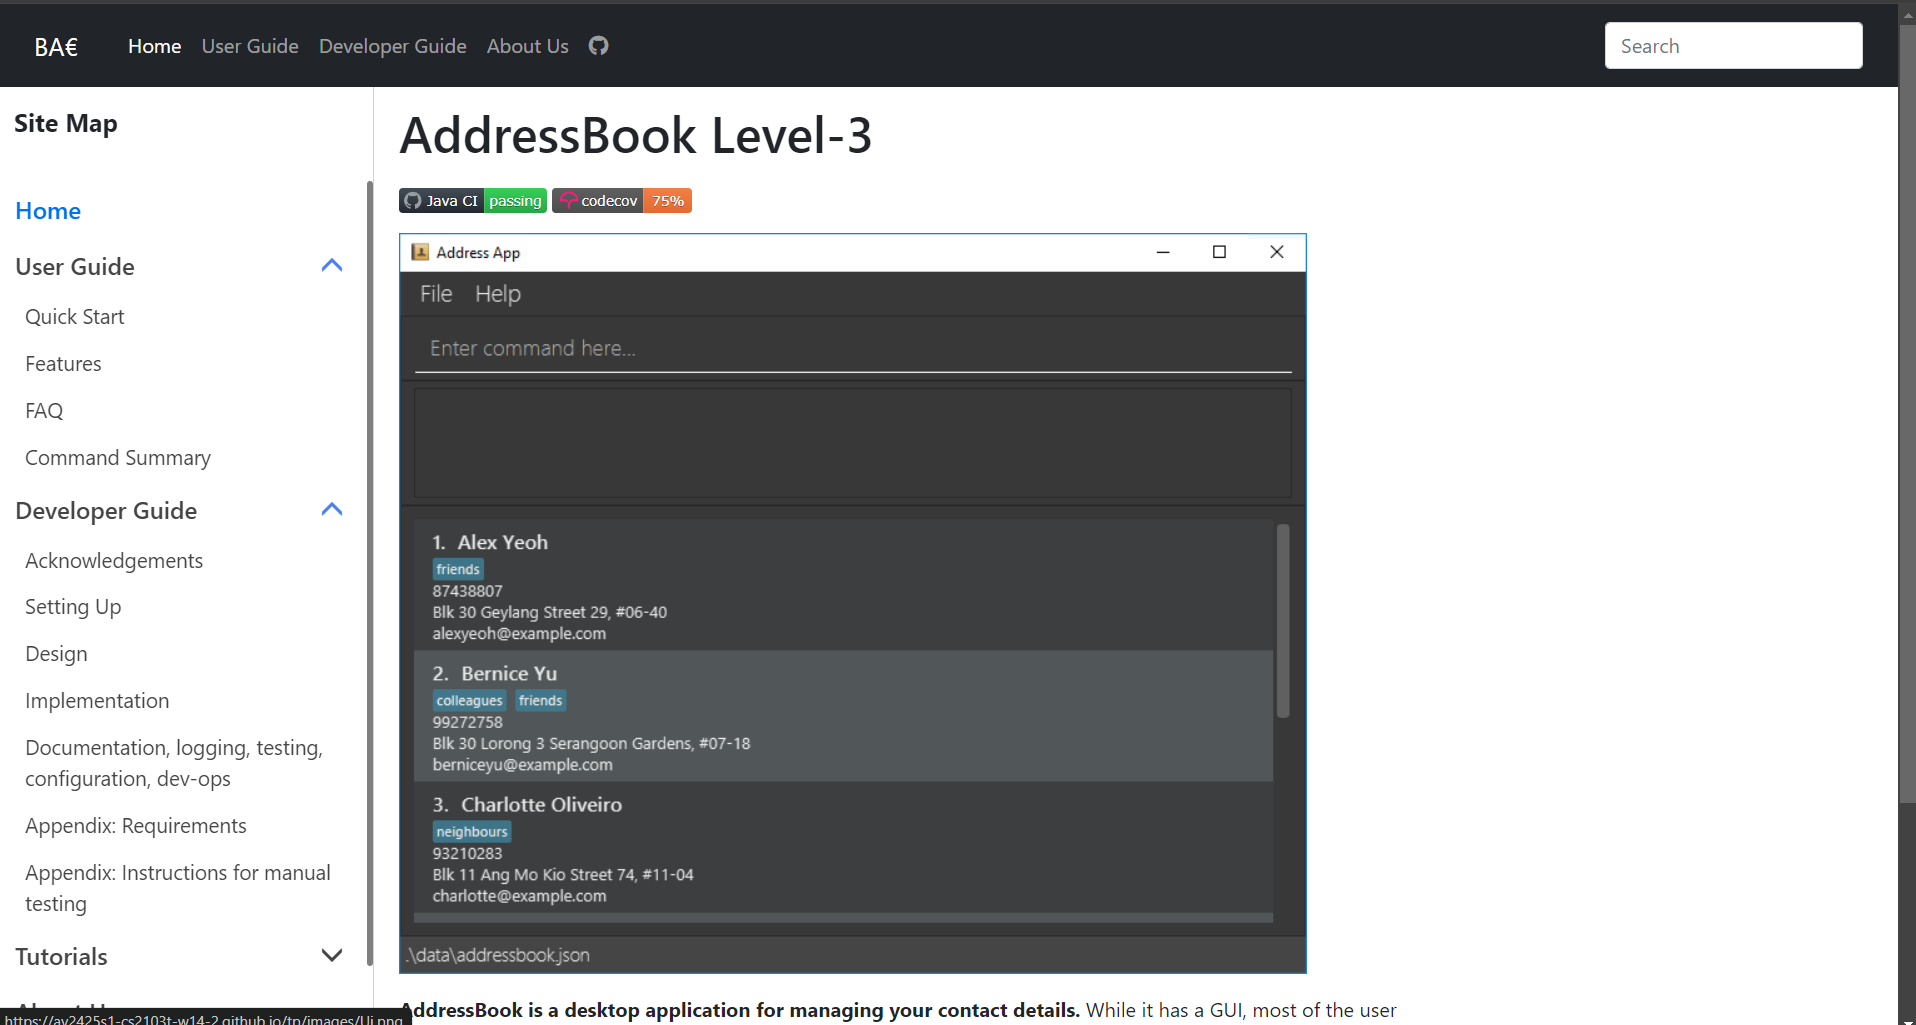 BA€ Home User Guide Developer Guide About Us Search
Site Map
Home
User Guide
Quick Start
Features
FAQ
Command Summary
Developer Guide
Acknowledgements
Setting Up
Design
Implementation
Documentation, logging, testing,
configuration, dev-ops
Appendix: Requirements
Appendix: Instructions for manual
testing
Tutorials
AddressBook Level-3
Java CI passing codecov 75%
Address App
File Help
Enter command here...
1. Alex Yeoh
friends
87438807
Blk 30 Geylang Street 29, #06-40
alexyeoh@example.com
2. Bernice Yu
colleagues friends
99272758
Blk 30 Lorong 3 Serangoon Gardens, #07-18
berniceyu@example.com
3. Charlotte Oliveiro
neighbours
93210283
Blk 11 Ang Mo Kio Street 74, #11-04
charlotte@example.com
.\data\addressbook.json
AddressBook is a desktop application for managing your contact details. While it has a GUI, most of the user
https://ay2425s1-cs2103t-w14-2.github.io/tp/images/Ui.png